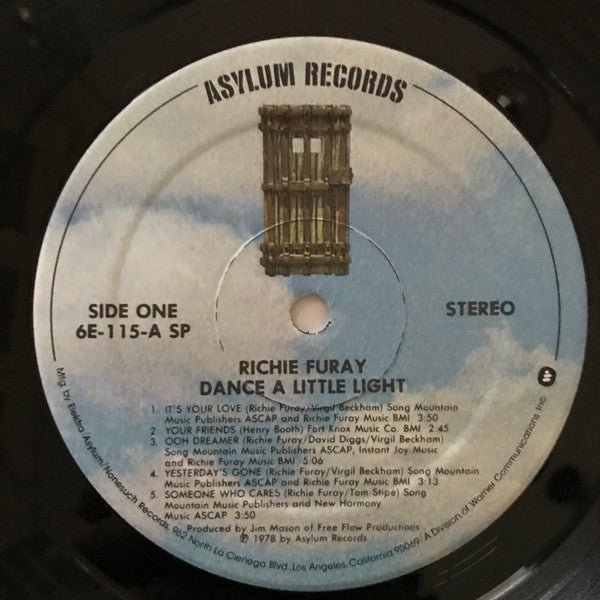 ASYLUM RECORDS
SIDE ONE
6E-115-A SP
STEREO
RICHIE FURAY
DANCE A LITTLE LIGHT
1. IT'S YOUR LOVE (Richie Furay/Virgil Beckham) Song Mountain
Music Publishers ASCAP and Richie Furay Music BMI 3:50
2. YOUR FRIENDS (Henry Booth) Fort Knox Music Co. BMI 2:45
3. OOH DREAMER (Richie Furay/David Diggs/Virgil Beckham)
Song Mountain Music Publishers ASCAP, Instant Joy Music and
Richie Furay Music BMI 5:06
4. YESTERDAY'S GONE (Richie Furay/Virgil Beckham) Song Mountain
Music Publishers ASCAP and Richie Furay Music BMI 3:13
5. SOMEONE WHO CARES (Richie Furay/Tom Stipe) Song
Mountain Music Publishers and New Harmony
Music ASCAP 3:50
Produced by Jim Mason of Free Flow Productions
℗ 1978 by Asylum Records
Mfg. by Elektra/Asylum/Nonesuch Records, 962 North La Cienega Blvd., Los Angeles, California 90069/A Division of Warner Communications Inc.